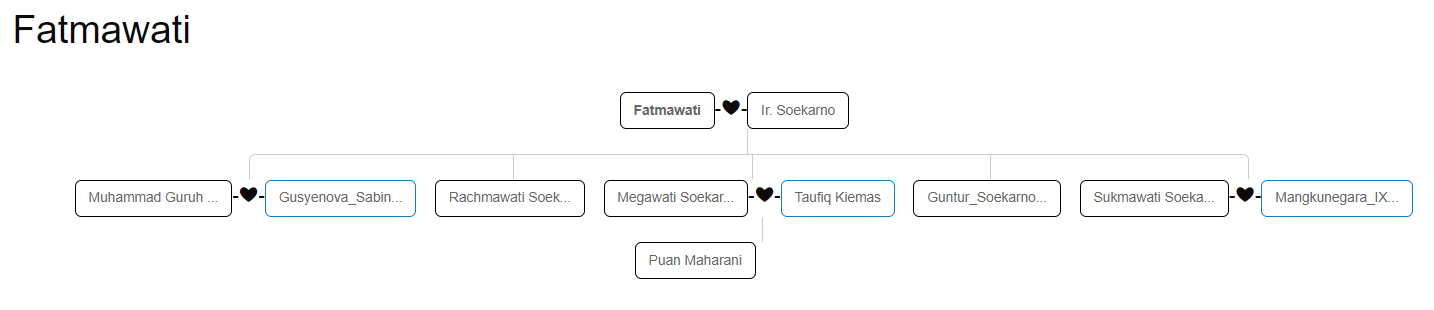 Fatmawati
Fatmawati Ir. Soekarno
Muhammad Guruh ... Gusyenova_Sabin... Rachmawati Soek... Megawati Soekar... Taufiq Kiemas Guntur_Soekarno... Sukmawati Soeka... Mangkunegara_IX...
Puan Maharani